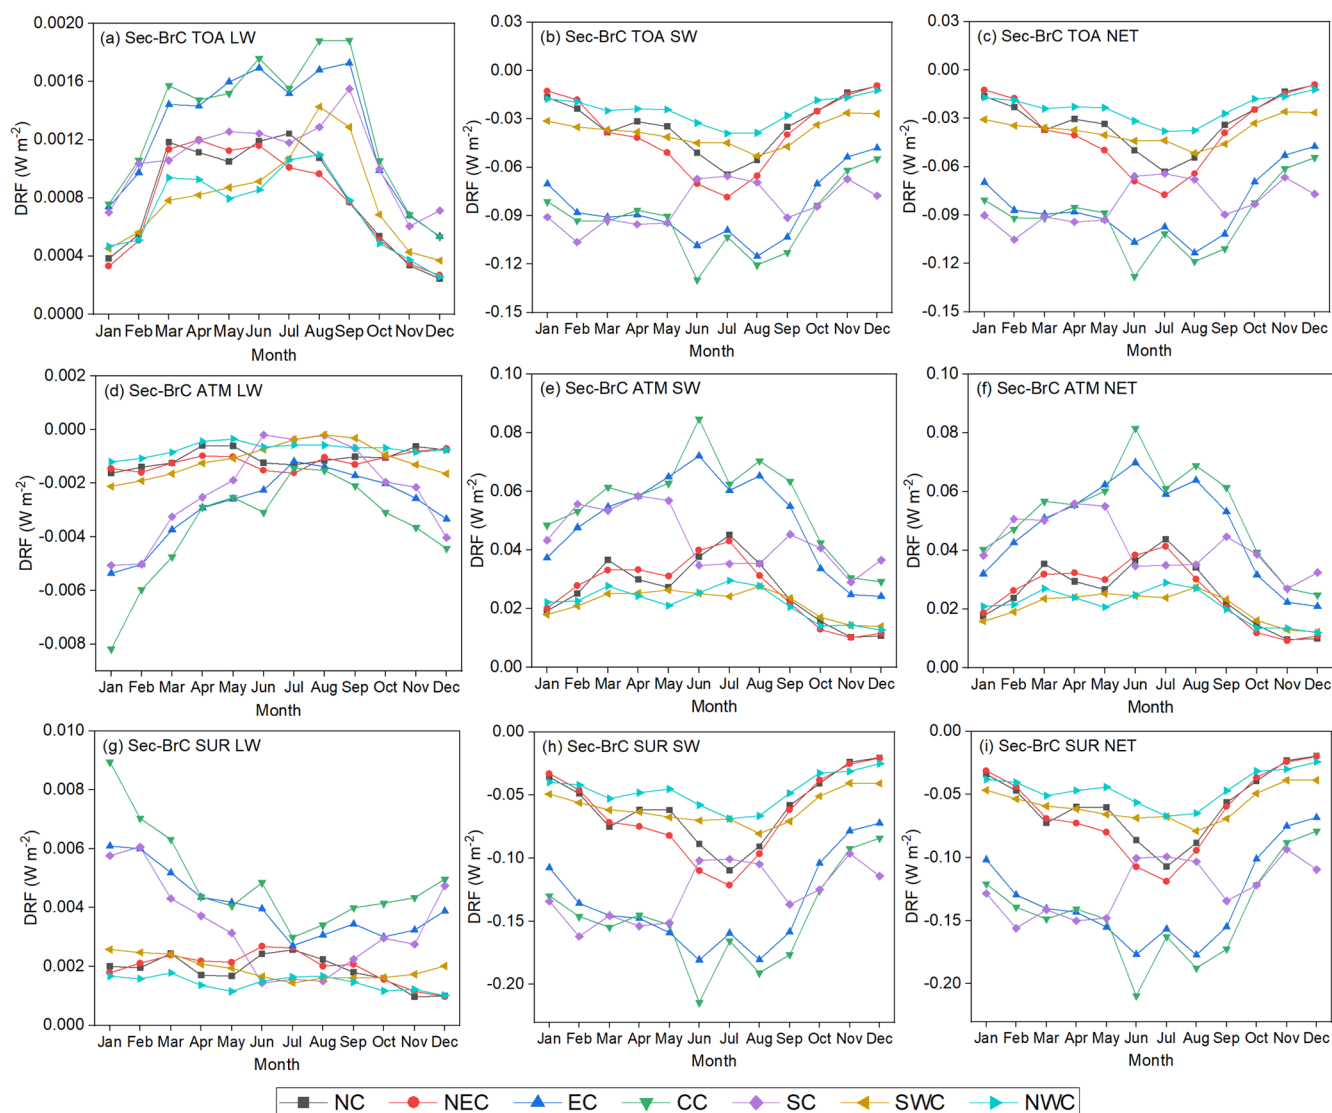 (a) Sec-BrC TOA LW
0.0020
0.0016
0.0012
0.0008
0.0004
0.0000
DRF (W m-2)
Jan Feb Mar Apr May Jun Jul Aug Sep Oct Nov Dec
Month
(b) Sec-BrC TOA SW
0.03
0.00
-0.03
-0.06
-0.09
-0.12
-0.15
DRF (W m-2)
Jan Feb Mar Apr May Jun Jul Aug Sep Oct Nov Dec
Month
(c) Sec-BrC TOA NET
0.03
0.00
-0.03
-0.06
-0.09
-0.12
-0.15
DRF (W m-2)
Jan Feb Mar Apr May Jun Jul Aug Sep Oct Nov Dec
Month
(d) Sec-BrC ATM LW
0.002
0.000
-0.002
-0.004
-0.006
-0.008
DRF (W m-2)
Jan Feb Mar Apr May Jun Jul Aug Sep Oct Nov Dec
Month
(e) Sec-BrC ATM SW
0.10
0.08
0.06
0.04
0.02
0.00
DRF (W m-2)
Jan Feb Mar Apr May Jun Jul Aug Sep Oct Nov Dec
Month
(f) Sec-BrC ATM NET
0.10
0.08
0.06
0.04
0.02
0.00
DRF (W m-2)
Jan Feb Mar Apr May Jun Jul Aug Sep Oct Nov Dec
Month
(g) Sec-BrC SUR LW
0.010
0.008
0.006
0.004
0.002
0.000
DRF (W m-2)
Jan Feb Mar Apr May Jun Jul Aug Sep Oct Nov Dec
Month
(h) Sec-BrC SUR SW
0.00
-0.05
-0.10
-0.15
-0.20
DRF (W m-2)
Jan Feb Mar Apr May Jun Jul Aug Sep Oct Nov Dec
Month
(i) Sec-BrC SUR NET
0.00
-0.05
-0.10
-0.15
-0.20
DRF (W m-2)
Jan Feb Mar Apr May Jun Jul Aug Sep Oct Nov Dec
Month
NC NEC EC CC SC SWC NWC